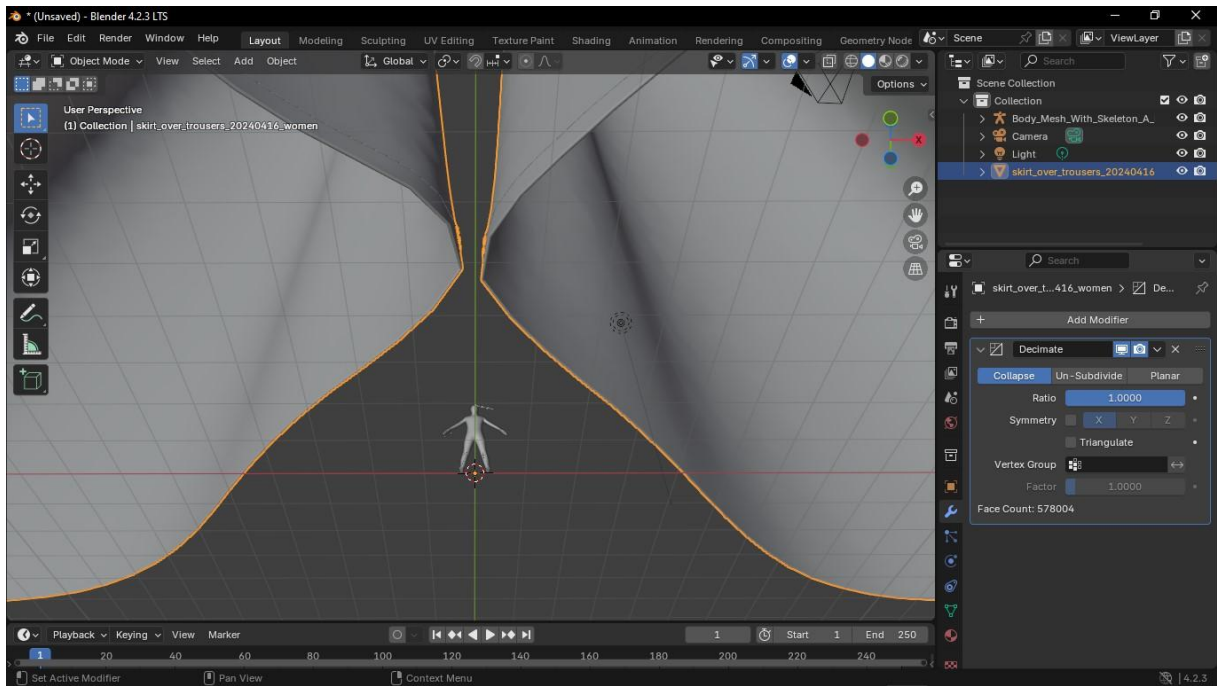 * (Unsaved) - Blender 4.2.3 LTS
File Edit Render Window Help Layout Modeling Sculpting UV Editing Texture Paint Shading Animation Rendering Compositing Geometry Node Scene ViewLayer
Object Mode View Select Add Object Global Search
Options
User Perspective
(1) Collection | skirt_over_trousers_20240416_women
X
Scene Collection
Collection
Body_Mesh_With_Skeleton_A_
Camera
Light
skirt_over_trousers_20240416
Search
skirt_over_t...416_women > De...
+ Add Modifier
Decimate
Collapse Un-Subdivide Planar
Ratio 1.0000
Symmetry X Y Z
Triangulate
Vertex Group
Factor 1.0000
Face Count: 578004
Playback Keying View Marker 1 Start 1 End 250
1 20 40 60 80 100 120 140 160 180 200 220 240
Set Active Modifier Pan View Context Menu 4.2.3